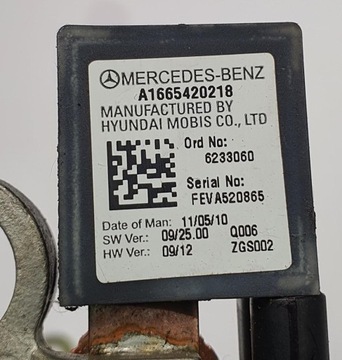 MERCEDES-BENZ
A1665420218
MANUFACTURED BY
HYUNDAI MOBIS CO., LTD
Ord No:
6233060
Serial No:
FEVA520865
Date of Man: 11/05/10
SW Ver.: 09/25.00 Q006
HW Ver.: 09/12 ZGS002